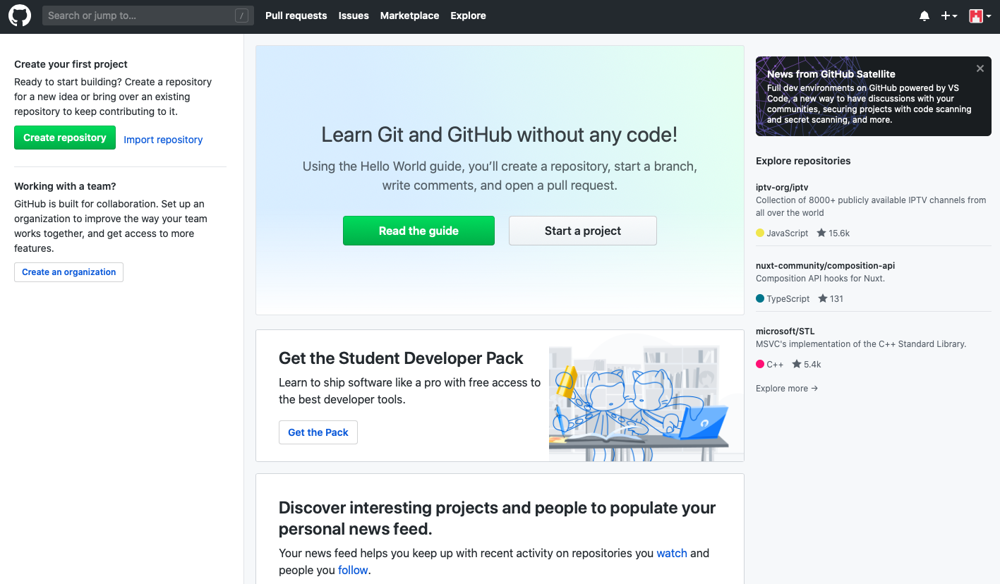 Search or jump to...
/
Pull requests Issues Marketplace Explore
Create your first project
Ready to start building? Create a repository
for a new idea or bring over an existing
repository to keep contributing to it.
Create repository
Import repository
Working with a team?
GitHub is built for collaboration. Set up an
organization to improve the way your team
works together, and get access to more
features.
Create an organization
Learn Git and GitHub without any code!
Using the Hello World guide, you’ll create a repository, start a branch,
write comments, and open a pull request.
Read the guide
Start a project
Get the Student Developer Pack
Learn to ship software like a pro with free access to
the best developer tools.
Get the Pack
Discover interesting projects and people to populate your
personal news feed.
Your news feed helps you keep up with recent activity on repositories you watch and
people you follow.
News from GitHub Satellite
Full dev environments on GitHub powered by VS
Code, a new way to have discussions with your
communities, securing projects with code scanning
and secret scanning, and more.
Explore repositories
iptv-org/iptv
Collection of 8000+ publicly available IPTV channels from
all over the world
JavaScript 15.6k
nuxt-community/composition-api
Composition API hooks for Nuxt.
TypeScript 131
microsoft/STL
MSVC's implementation of the C++ Standard Library.
C++ 5.4k
Explore more →